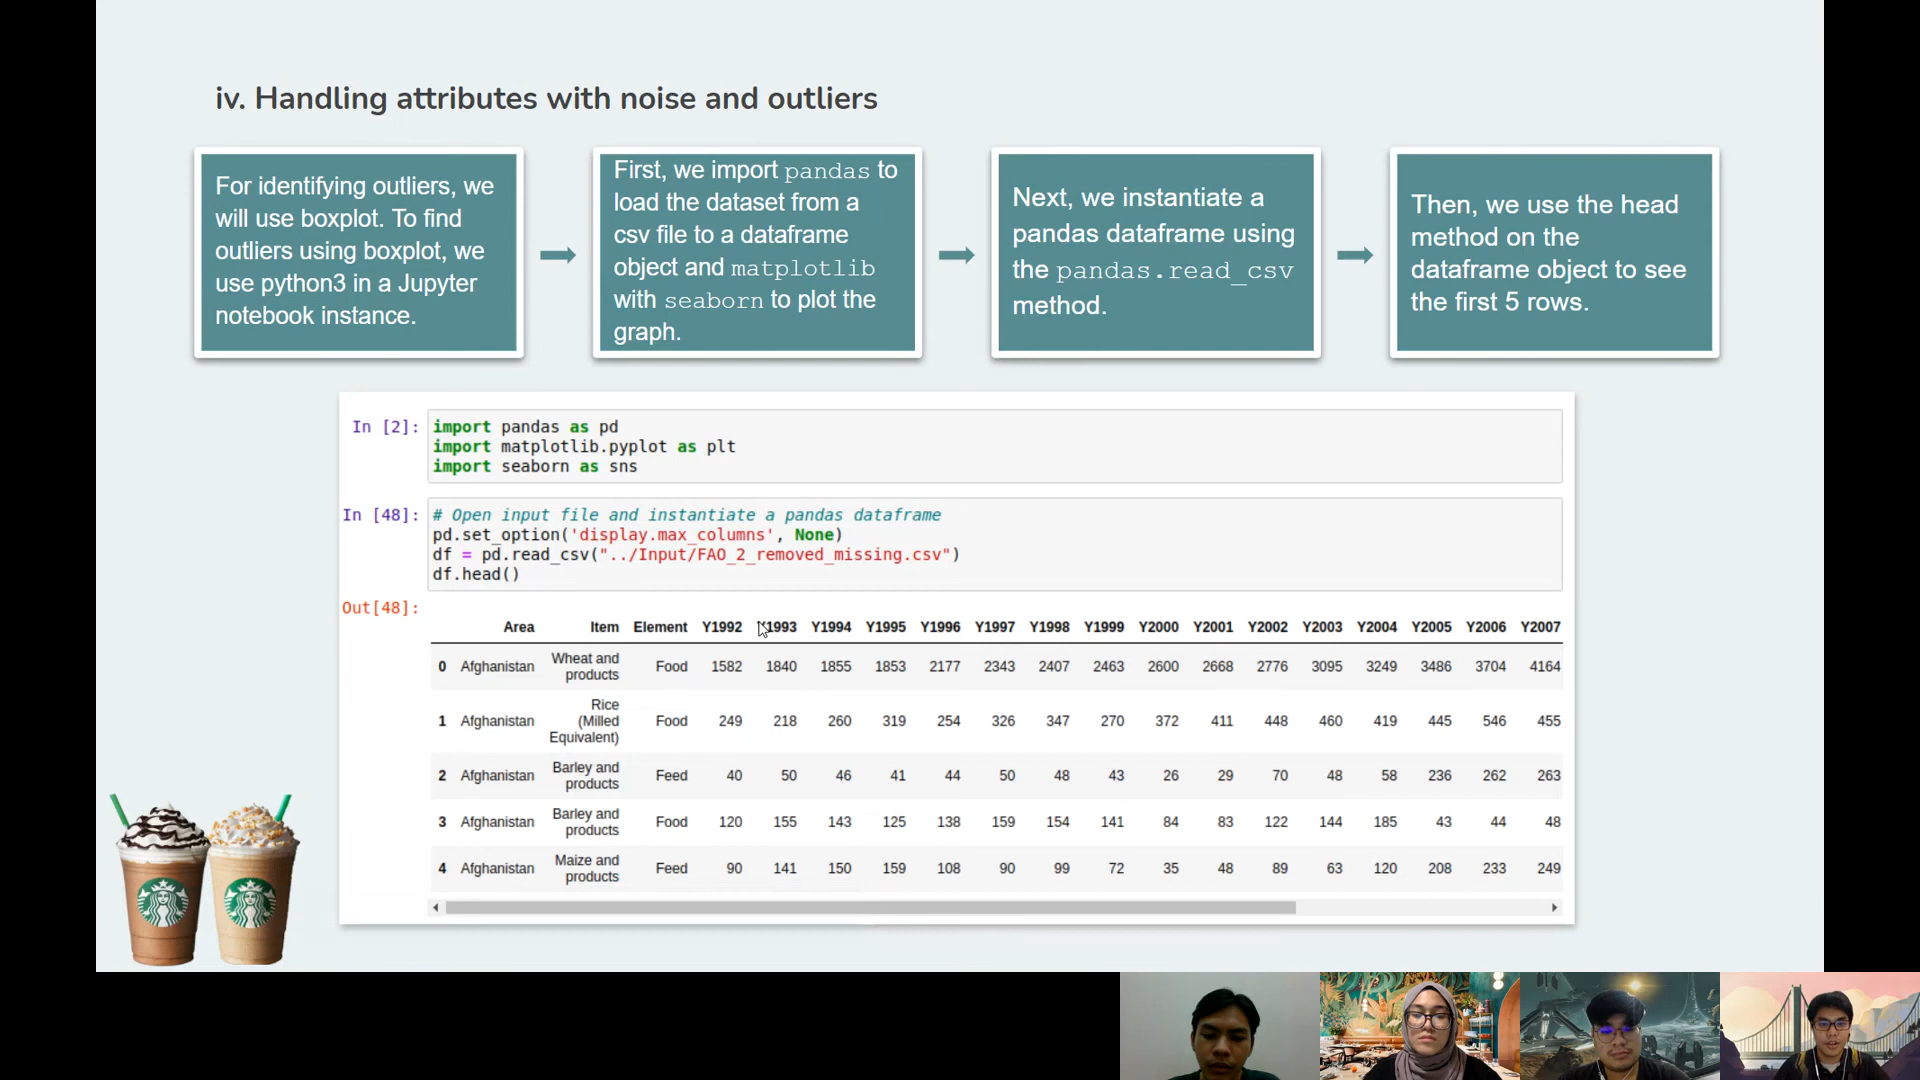 iv. Handling attributes with noise and outliers
For identifying outliers, we
will use boxplot. To find
outliers using boxplot, we
use python3 in a Jupyter
notebook instance.
First, we import pandas to
load the dataset from a
csv file to a dataframe
object and matplotlib
with seaborn to plot the
graph.
Next, we instantiate a
pandas dataframe using
the pandas.read_csv
method.
Then, we use the head
method on the
dataframe object to see
the first 5 rows.
In [2]:
import pandas as pd
import matplotlib.pyplot as plt
import seaborn as sns
In [48]:
# Open input file and instantiate a pandas dataframe
pd.set_option('display.max_columns', None)
df = pd.read_csv("../Input/FAO_2_removed_missing.csv")
df.head()
Out[48]:
Area Item Element Y1992 Y1993 Y1994 Y1995 Y1996 Y1997 Y1998 Y1999 Y2000 Y2001 Y2002 Y2003 Y2004 Y2005 Y2006 Y2007
0 Afghanistan Wheat and products Food 1582 1840 1855 1853 2177 2343 2407 2463 2600 2668 2776 3095 3249 3486 3704 4164
1 Afghanistan Rice (Milled Equivalent) Food 249 218 260 319 254 326 347 270 372 411 448 460 419 445 546 455
2 Afghanistan Barley and products Feed 40 50 46 41 44 50 48 43 26 29 70 48 58 236 262 263
3 Afghanistan Barley and products Food 120 155 143 125 138 159 154 141 84 83 122 144 185 43 44 48
4 Afghanistan Maize and products Feed 90 141 150 159 108 90 99 72 35 48 89 63 120 208 233 249